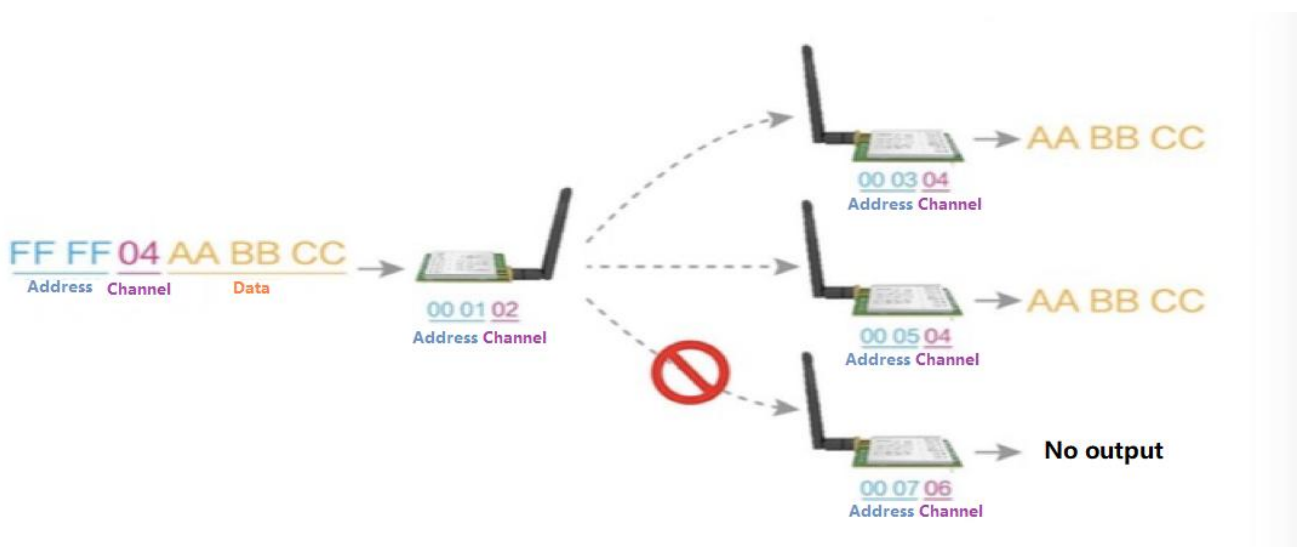 FF FF 04 AA BB CC
Address Channel Data
00 01 02
Address Channel
AA BB CC
00 03 04
Address Channel
AA BB CC
00 05 04
Address Channel
No output
00 07 06
Address Channel